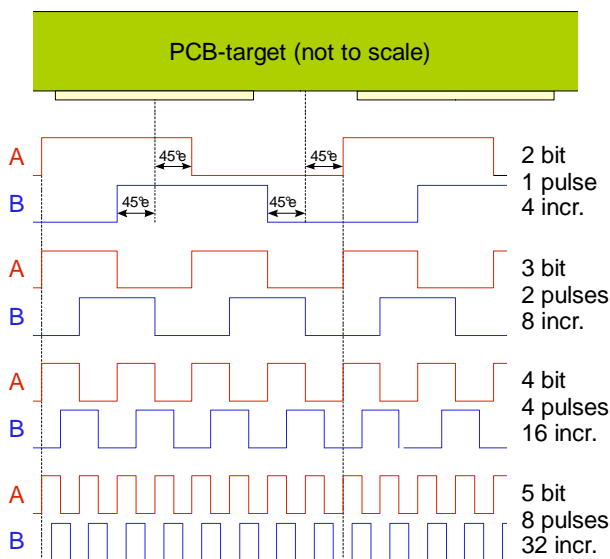 PCB-target (not to scale)
A
45°e
45°e
2 bit
B
45°e
45°e
1 pulse
4 incr.
A
3 bit
B
2 pulses
8 incr.
A
4 bit
B
4 pulses
16 incr.
A
5 bit
B
8 pulses
32 incr.